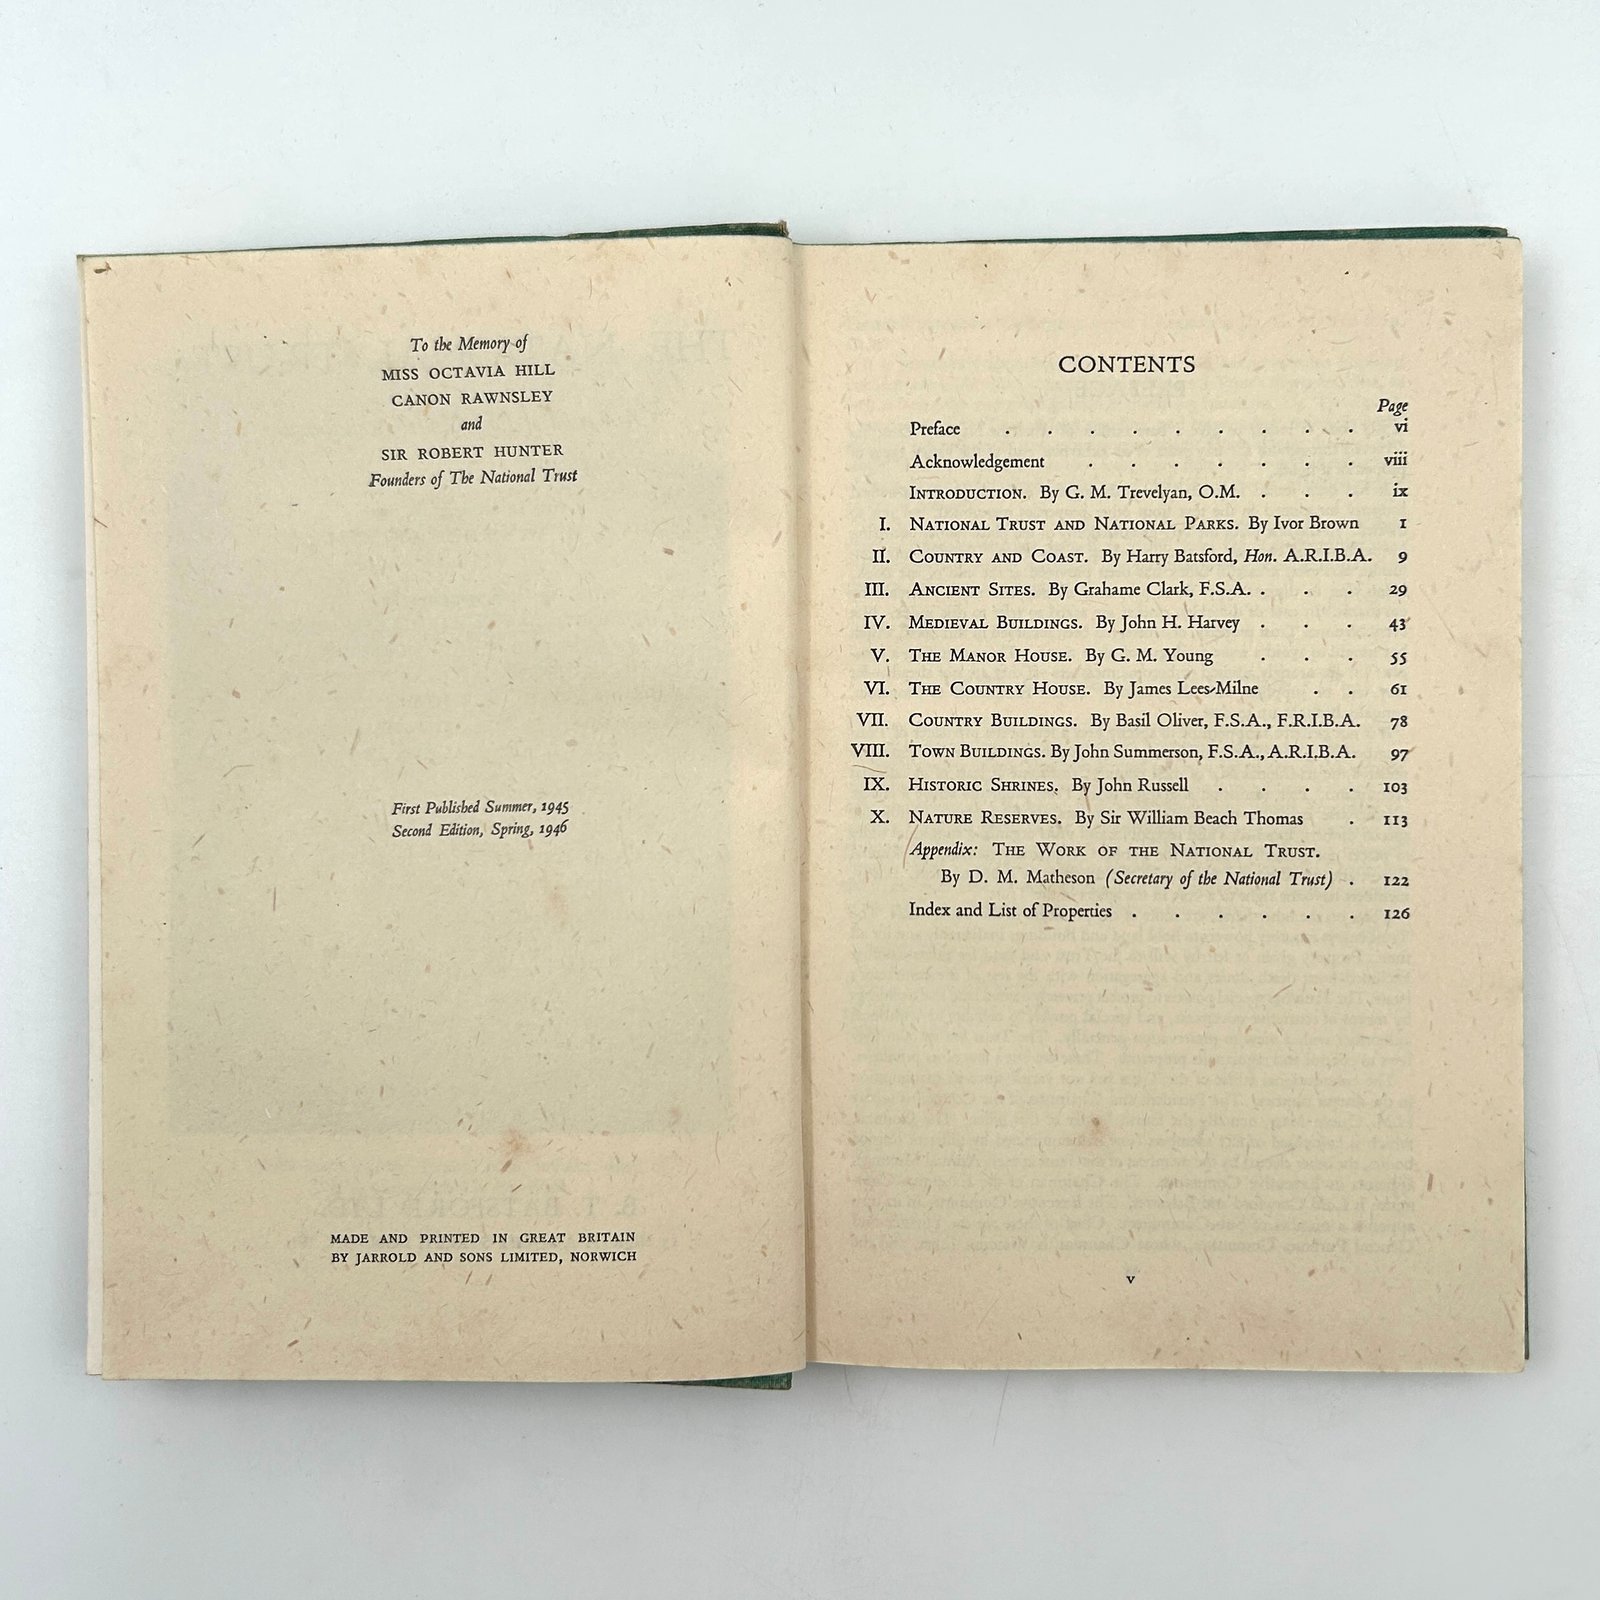 To the Memory of
MISS OCTAVIA HILL
CANON RAWNSLEY
and
SIR ROBERT HUNTER
Founders of The National Trust
First Published Summer, 1945
Second Edition, Spring, 1946
MADE AND PRINTED IN GREAT BRITAIN
BY JARROLD AND SONS LIMITED, NORWICH
CONTENTS
Page
Preface . . . . . . . . . vi
Acknowledgement . . . . . . . viii
INTRODUCTION. By G. M. Trevelyan, O.M. . . . ix
I. NATIONAL TRUST AND NATIONAL PARKS. By Ivor Brown 1
II. COUNTRY AND COAST. By Harry Batsford, Hon. A.R.I.B.A. 9
III. ANCIENT SITES. By Grahame Clark, F.S.A. . . . 29
IV. MEDIEVAL BUILDINGS. By John H. Harvey . . . 43
V. THE MANOR HOUSE. By G. M. Young . . . 55
VI. THE COUNTRY HOUSE. By James Lees-Milne . . 61
VII. COUNTRY BUILDINGS. By Basil Oliver, F.S.A., F.R.I.B.A. 78
VIII. TOWN BUILDINGS. By John Summerson, F.S.A., A.R.I.B.A. 97
IX. HISTORIC SHRINES. By John Russell . . . . 103
X. NATURE RESERVES. By Sir William Beach Thomas . 113
Appendix: THE WORK OF THE NATIONAL TRUST.
By D. M. Matheson (Secretary of the National Trust) . 122
Index and List of Properties . . . . . . 126
v